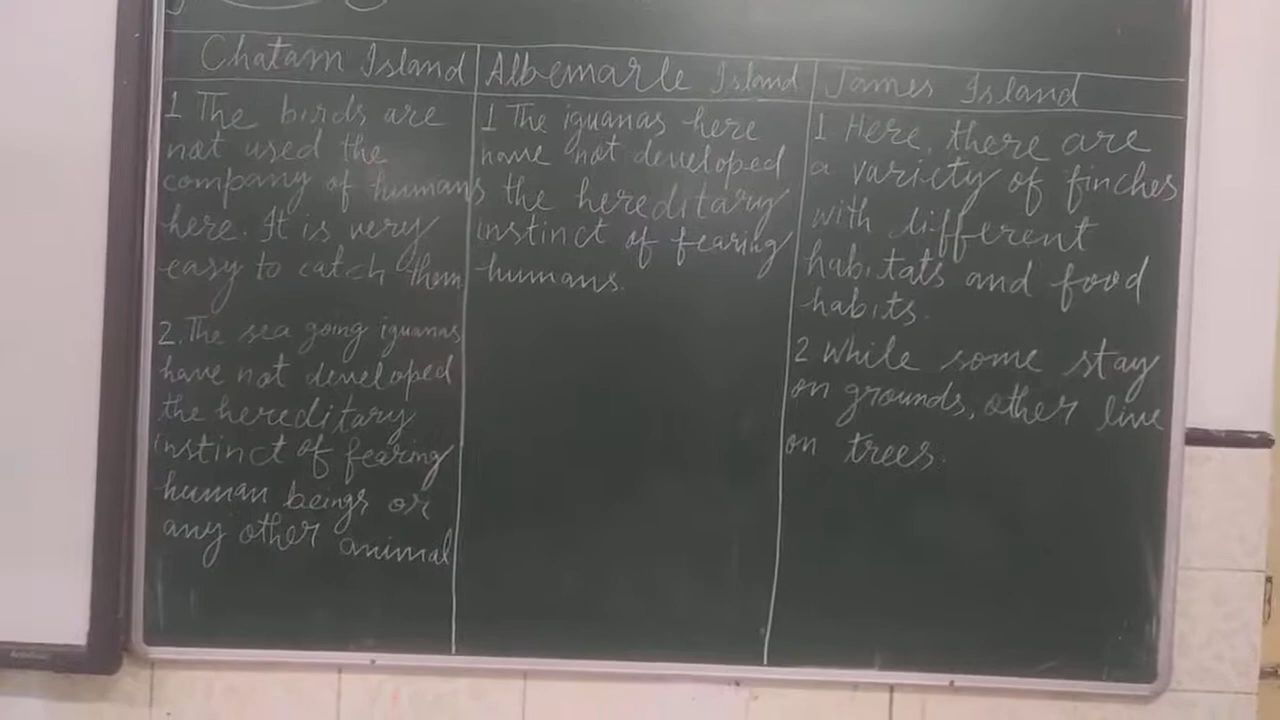 Chatam Island
1 The birds are
not used the
company of humans
here. It is very
easy to catch them
2. The sea going iguanas
have not developed
the hereditary
instinct of fearing
human beings or
any other animal
Albemarle Island
1 The iguanas here
have not developed
the hereditary
instinct of fearing
humans.
James Island
1 Here, there are
a variety of finches
with different
habitats and food
habits.
2 While some stay
on grounds, other live
on trees.